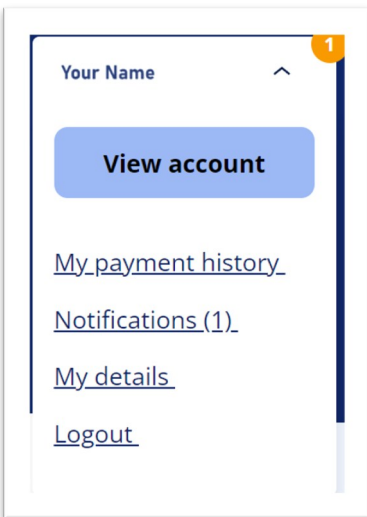 1
Your Name
View account
My payment history
Notifications (1)
My details
Logout